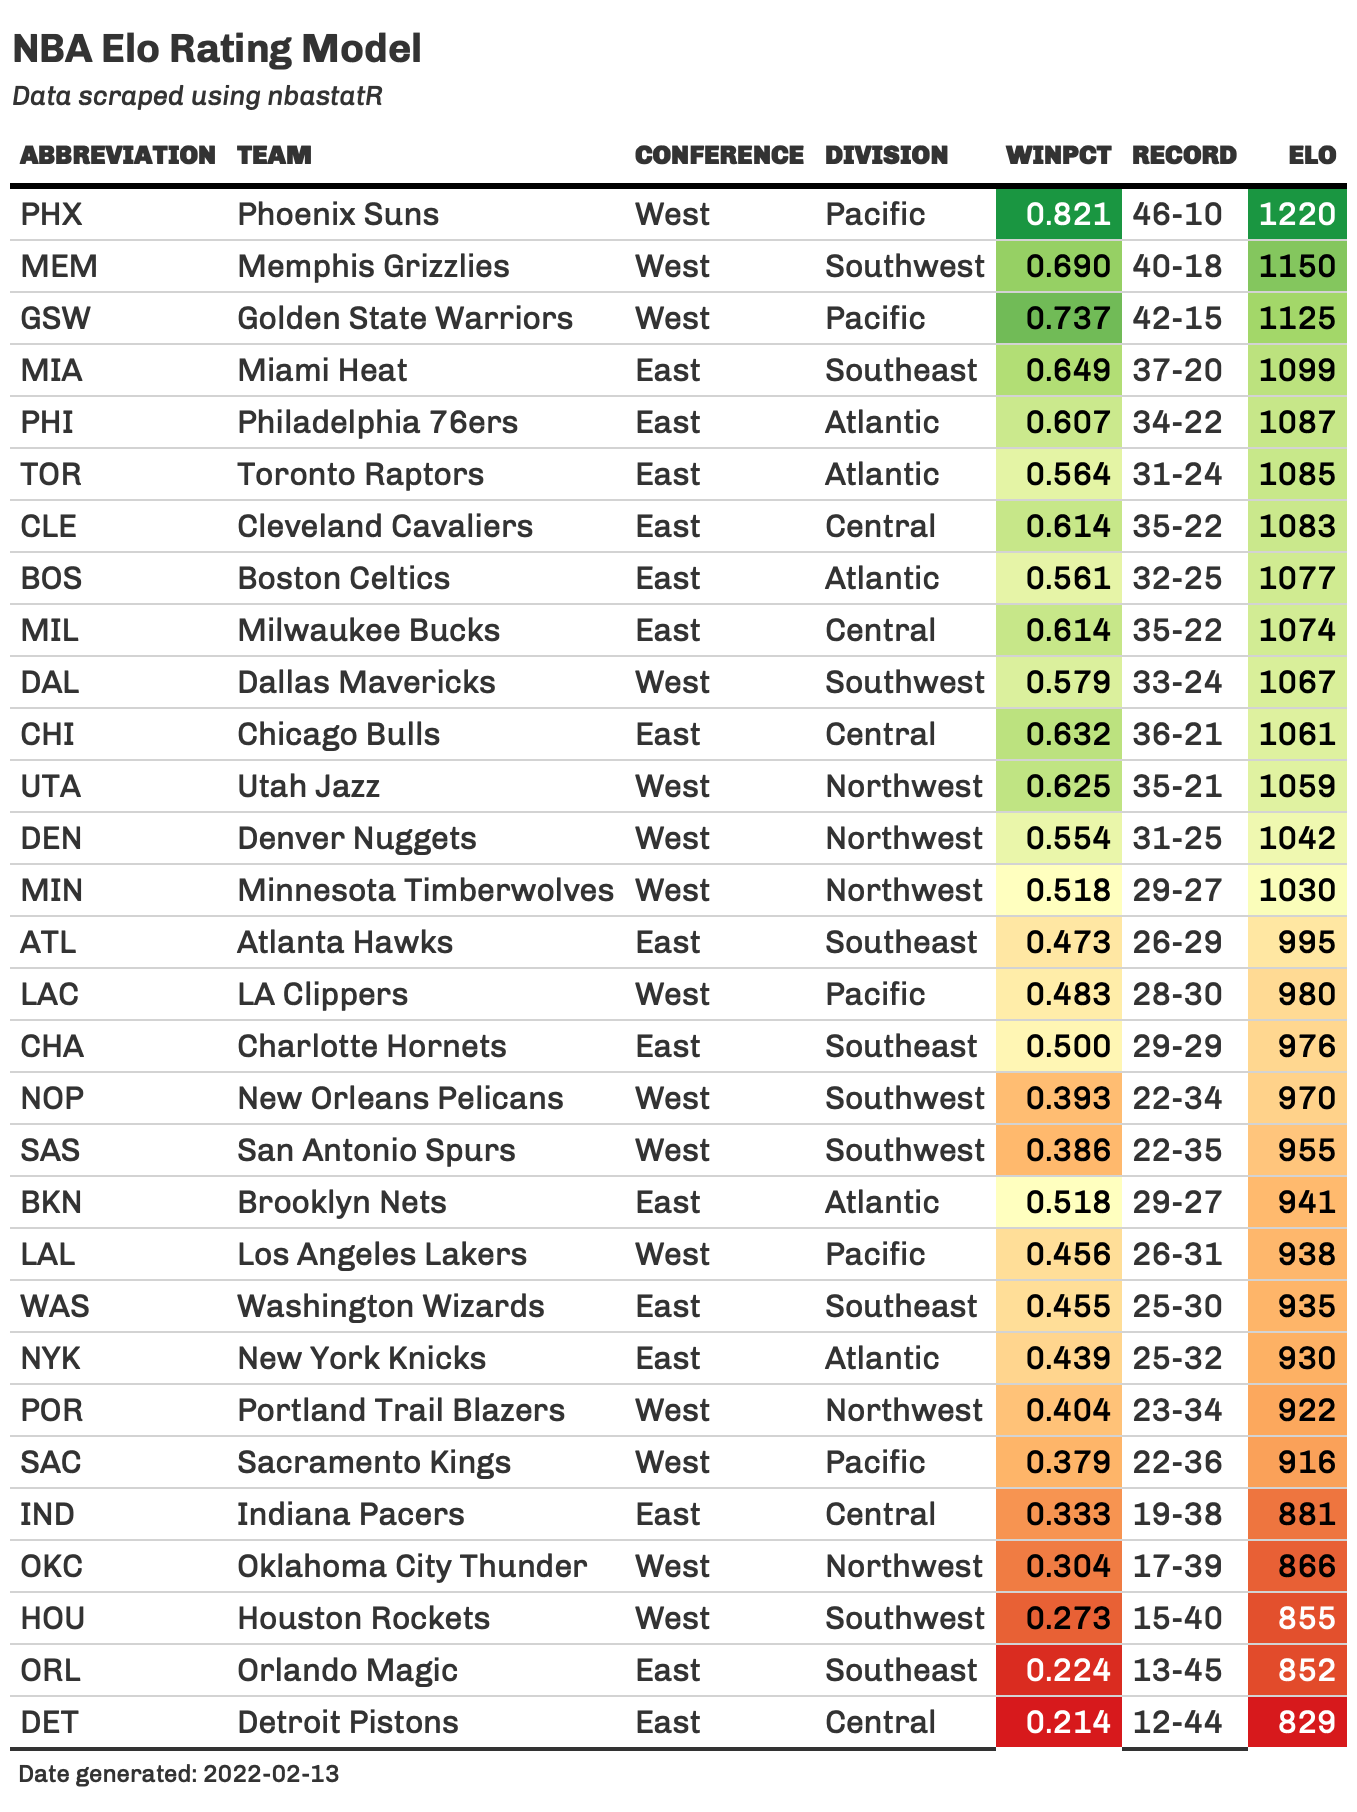 NBA Elo Rating Model
Data scraped using nbastatR
ABBREVIATION TEAM CONFERENCE DIVISION WINPCT RECORD ELO
PHX Phoenix Suns West Pacific 0.821 46-10 1220
MEM Memphis Grizzlies West Southwest 0.690 40-18 1150
GSW Golden State Warriors West Pacific 0.737 42-15 1125
MIA Miami Heat East Southeast 0.649 37-20 1099
PHI Philadelphia 76ers East Atlantic 0.607 34-22 1087
TOR Toronto Raptors East Atlantic 0.564 31-24 1085
CLE Cleveland Cavaliers East Central 0.614 35-22 1083
BOS Boston Celtics East Atlantic 0.561 32-25 1077
MIL Milwaukee Bucks East Central 0.614 35-22 1074
DAL Dallas Mavericks West Southwest 0.579 33-24 1067
CHI Chicago Bulls East Central 0.632 36-21 1061
UTA Utah Jazz West Northwest 0.625 35-21 1059
DEN Denver Nuggets West Northwest 0.554 31-25 1042
MIN Minnesota Timberwolves West Northwest 0.518 29-27 1030
ATL Atlanta Hawks East Southeast 0.473 26-29 995
LAC LA Clippers West Pacific 0.483 28-30 980
CHA Charlotte Hornets East Southeast 0.500 29-29 976
NOP New Orleans Pelicans West Southwest 0.393 22-34 970
SAS San Antonio Spurs West Southwest 0.386 22-35 955
BKN Brooklyn Nets East Atlantic 0.518 29-27 941
LAL Los Angeles Lakers West Pacific 0.456 26-31 938
WAS Washington Wizards East Southeast 0.455 25-30 935
NYK New York Knicks East Atlantic 0.439 25-32 930
POR Portland Trail Blazers West Northwest 0.404 23-34 922
SAC Sacramento Kings West Pacific 0.379 22-36 916
IND Indiana Pacers East Central 0.333 19-38 881
OKC Oklahoma City Thunder West Northwest 0.304 17-39 866
HOU Houston Rockets West Southwest 0.273 15-40 855
ORL Orlando Magic East Southeast 0.224 13-45 852
DET Detroit Pistons East Central 0.214 12-44 829
Date generated: 2022-02-13